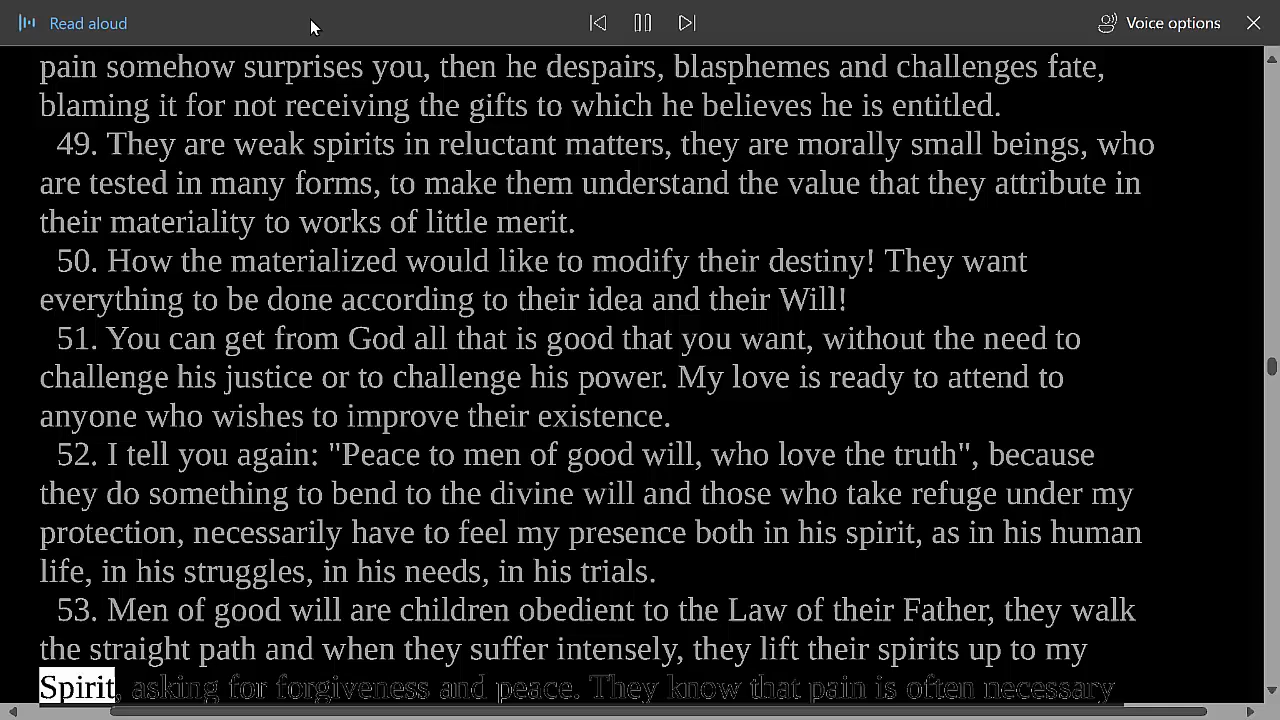 Read aloud
Voice options
pain somehow surprises you, then he despairs, blasphemes and challenges fate,
blaming it for not receiving the gifts to which he believes he is entitled.
49. They are weak spirits in reluctant matters, they are morally small beings, who
are tested in many forms, to make them understand the value that they attribute in
their materiality to works of little merit.
50. How the materialized would like to modify their destiny! They want
everything to be done according to their idea and their Will!
51. You can get from God all that is good that you want, without the need to
challenge his justice or to challenge his power. My love is ready to attend to
anyone who wishes to improve their existence.
52. I tell you again: "Peace to men of good will, who love the truth", because
they do something to bend to the divine will and those who take refuge under my
protection, necessarily have to feel my presence both in his spirit, as in his human
life, in his struggles, in his needs, in his trials.
53. Men of good will are children obedient to the Law of their Father, they walk
the straight path and when they suffer intensely, they lift their spirits up to my
Spirit, asking for forgiveness and peace. They know that pain is often necessary